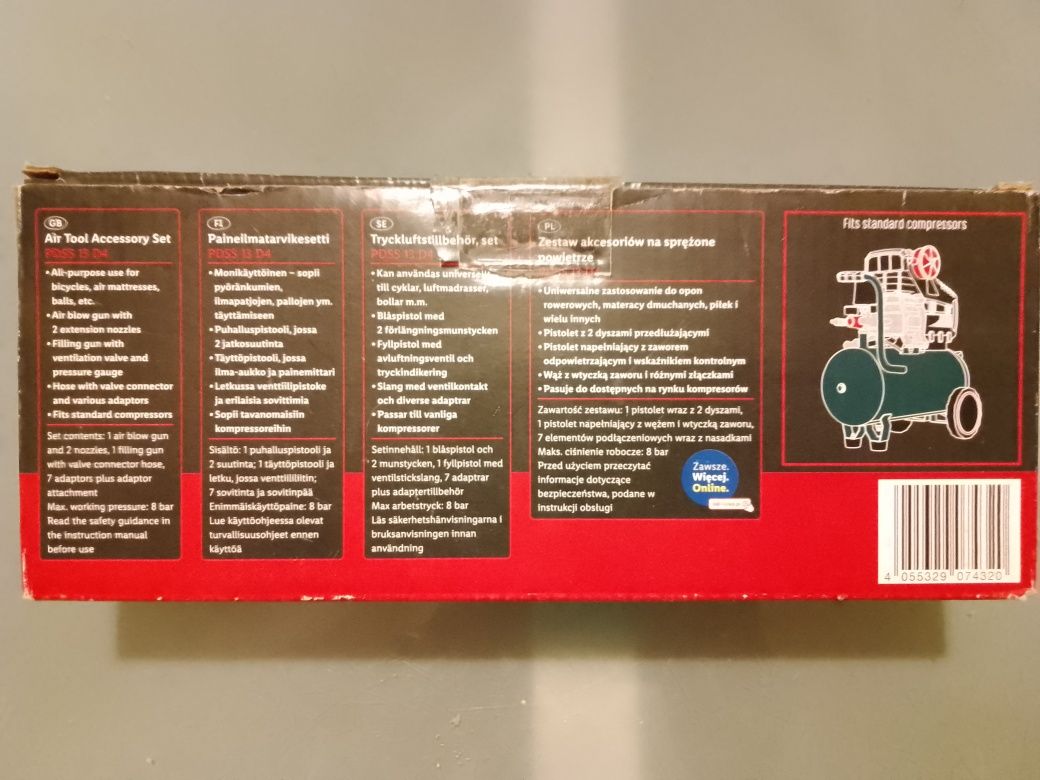 GB
Air Tool Accessory Set
PDSS 13 D4
• All-purpose use for
bicycles, air mattresses,
balls, etc.
• Air blow gun with
2 extension nozzles
• Filling gun with
ventilation valve and
pressure gauge
• Hose with valve connector
and various adaptors
• Fits standard compressors
Set contents: 1 air blow gun
and 2 nozzles, 1 filling gun
with valve connector hose,
7 adaptors plus adaptor
attachment
Max. working pressure: 8 bar
Read the safety guidance in
the instruction manual
before use
FI
Paineilmatarvikesetti
PDSS 13 D4
• Monikäyttöinen – sopii
pyöränkumien,
ilmapatjojen, pallojen ym.
täyttämiseen
• Puhalluspistooli, jossa
2 jatkosuutinta
• Täyttöpistooli, jossa
ilma-aukko ja painemittari
• Letkussa venttiilipistoke
ja erilaisia sovittimia
• Sopii tavanomaisiin
kompressoreihin
Sisältö: 1 puhalluspistooli ja
2 suutinta; 1 täyttöpistooli ja
letku, jossa venttiililiitin;
7 sovitinta ja sovitinpää
Enimmäiskäyttöpaine: 8 bar
Lue käyttöohjeessa olevat
turvallisuusohjeet ennen
käyttöä
SE
Tryckluftstillbehör, set
PDSS 13 D4
• Kan användas universellt
till cyklar, luftmadrasser,
bollar m.m.
• Blåspistol med
2 förlängningsmunstycken
• Fyllpistol med
avluftningsventil och
tryckindikering
• Slang med ventilkontakt
och diverse adaptrar
• Passar till vanliga
kompressorer
Setinnehåll: 1 blåspistol och
2 munstycken, 1 fyllpistol med
ventilstickslang, 7 adaptrar
plus adaptertillbehör
Max arbetstryck: 8 bar
Läs säkerhetshänvisningarna i
bruksanvisningen innan
användning
PL
Zestaw akcesoriów na sprężone
powietrze
• Uniwersalne zastosowanie do opon
rowerowych, materacy dmuchanych, piłek i
wielu innych
• Pistolet z 2 dyszami przedłużającymi
• Pistolet napełniający z zaworem
odpowietrzającym i wskaźnikiem kontrolnym
• Wąż z wtyczką zaworu i różnymi złączkami
• Pasuje do dostępnych na rynku kompresorów
Zawartość zestawu: 1 pistolet wraz z 2 dyszami,
1 pistolet napełniający z wężem i wtyczką zaworu,
7 elementów podłączeniowych wraz z nasadkami
Maks. ciśnienie robocze: 8 bar
Przed użyciem przeczytać
informacje dotyczące
bezpieczeństwa, podane w
instrukcji obsługi
Zawsze.
Więcej.
Online.
Fits standard compressors
4 055329 074320